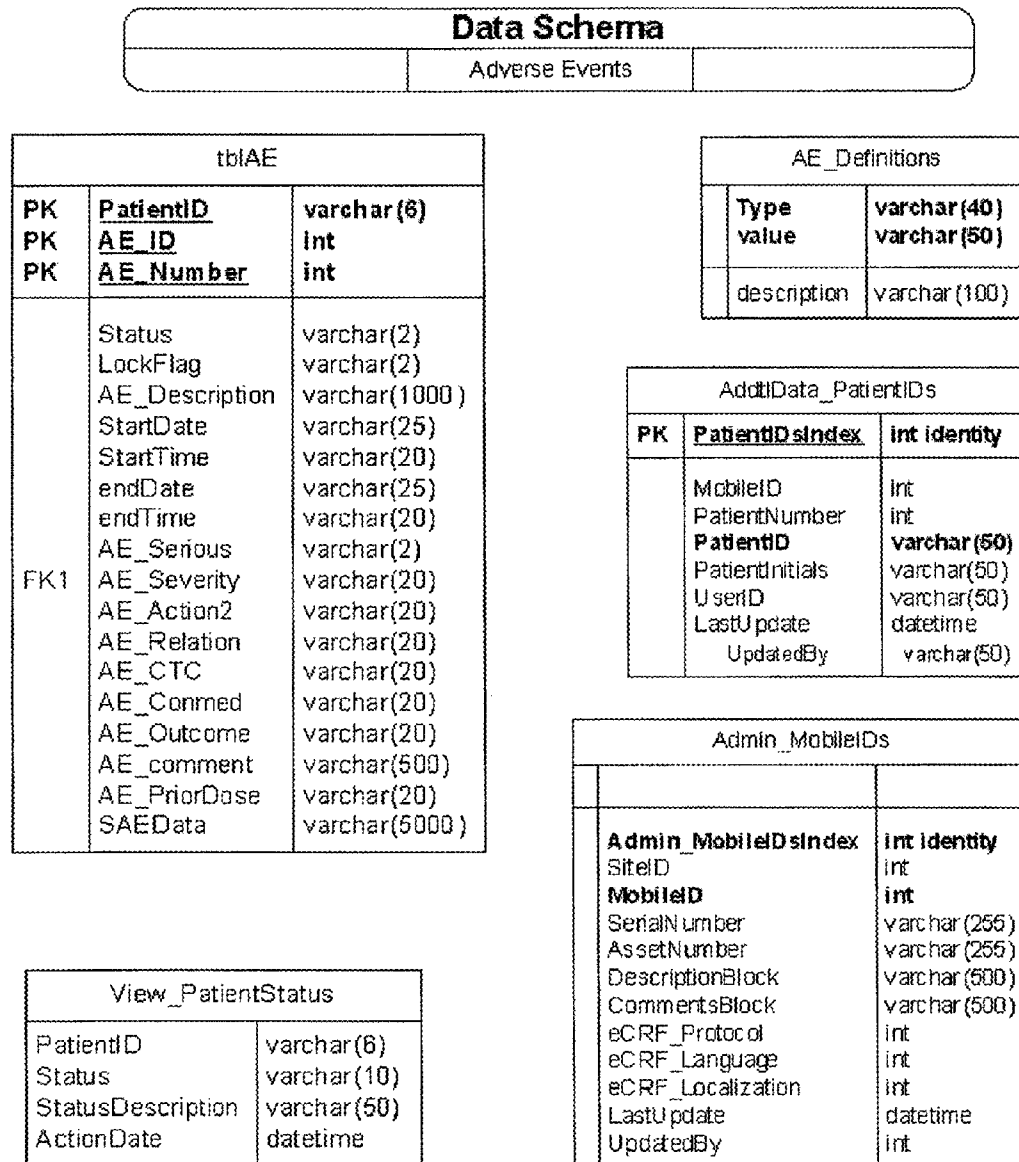 Data Schema
Adverse Events
tblAE
PK PatientID varchar(6)
PK AE_ID int
PK AE_Number int
Status varchar(2)
LockFlag varchar(2)
AE_Description varchar(1000)
StartDate varchar(25)
StartTime varchar(20)
endDate varchar(25)
endTime varchar(20)
AE_Serious varchar(2)
FK1 AE_Severity varchar(20)
AE_Action2 varchar(20)
AE_Relation varchar(20)
AE_CTC varchar(20)
AE_Conmed varchar(20)
AE_Outcome varchar(20)
AE_comment varchar(500)
AE_PriorDose varchar(20)
SAEData varchar(5000)
AE_Definitions
Type varchar(40)
value varchar(50)
description varchar(100)
AddtlData_PatientIDs
PK PatientIDsIndex int identity
MobileID int
PatientNumber int
PatientID varchar(50)
PatientInitials varchar(50)
UserID varchar(50)
LastUpdate datetime
UpdatedBy varchar(50)
Admin_MobileIDs
Admin_MobileIDsIndex int identity
SiteID int
MobileID int
SerialNumber varchar(255)
AssetNumber varchar(255)
DescriptionBlock varchar(500)
CommentsBlock varchar(500)
eCRF_Protocol int
eCRF_Language int
eCRF_Localization int
LastUpdate datetime
UpdatedBy int
View_PatientStatus
PatientID varchar(6)
Status varchar(10)
StatusDescription varchar(50)
ActionDate datetime